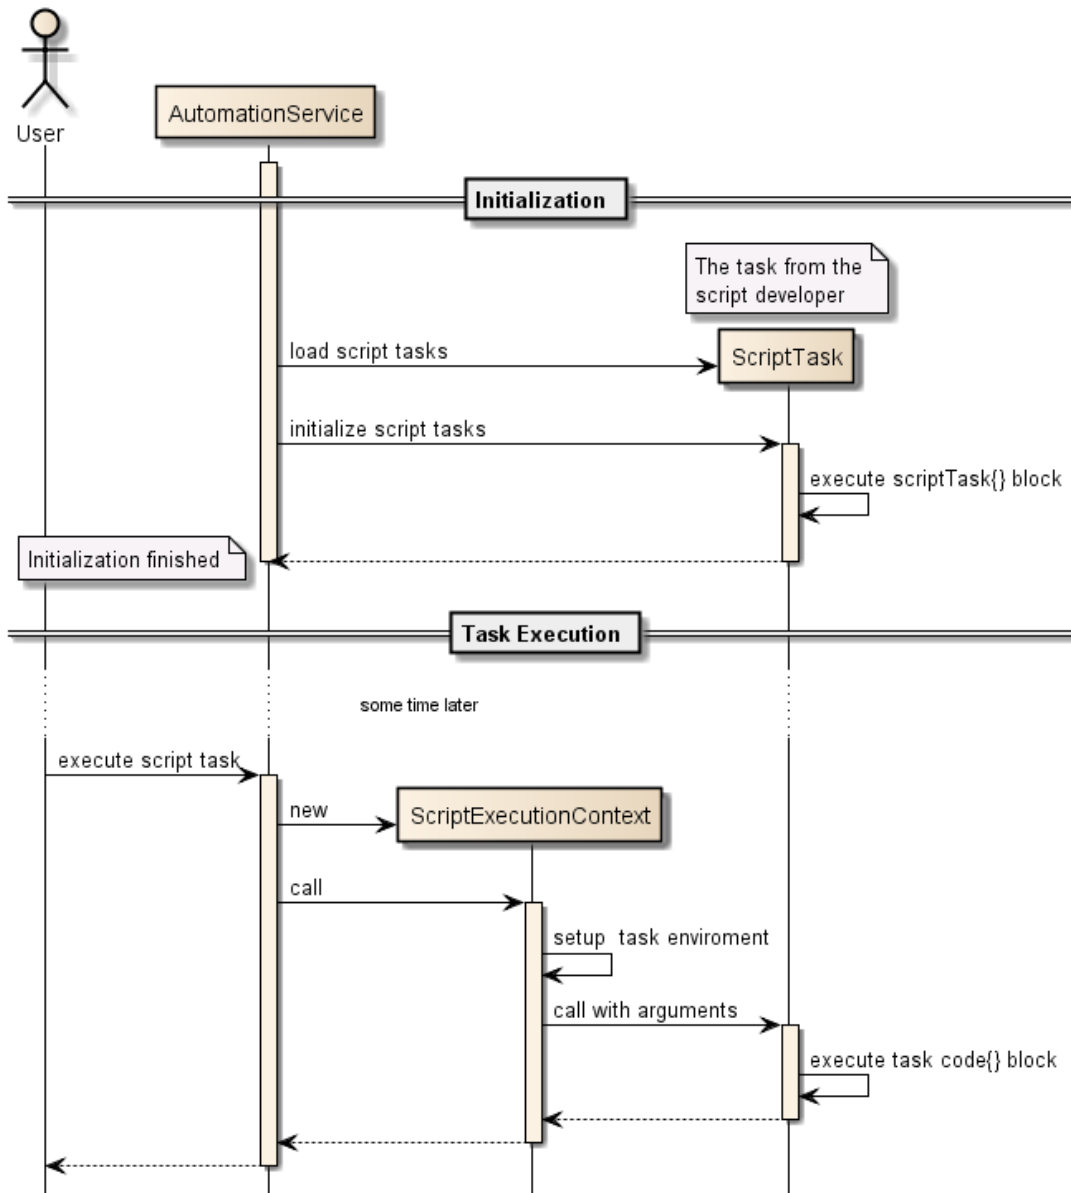 User
AutomationService
Initialization
The task from the
script developer
load script tasks
ScriptTask
initialize script tasks
execute scriptTask{} block
Initialization finished
Task Execution
some time later
execute script task
new
ScriptExecutionContext
call
setup  task enviroment
call with arguments
execute task code{} block